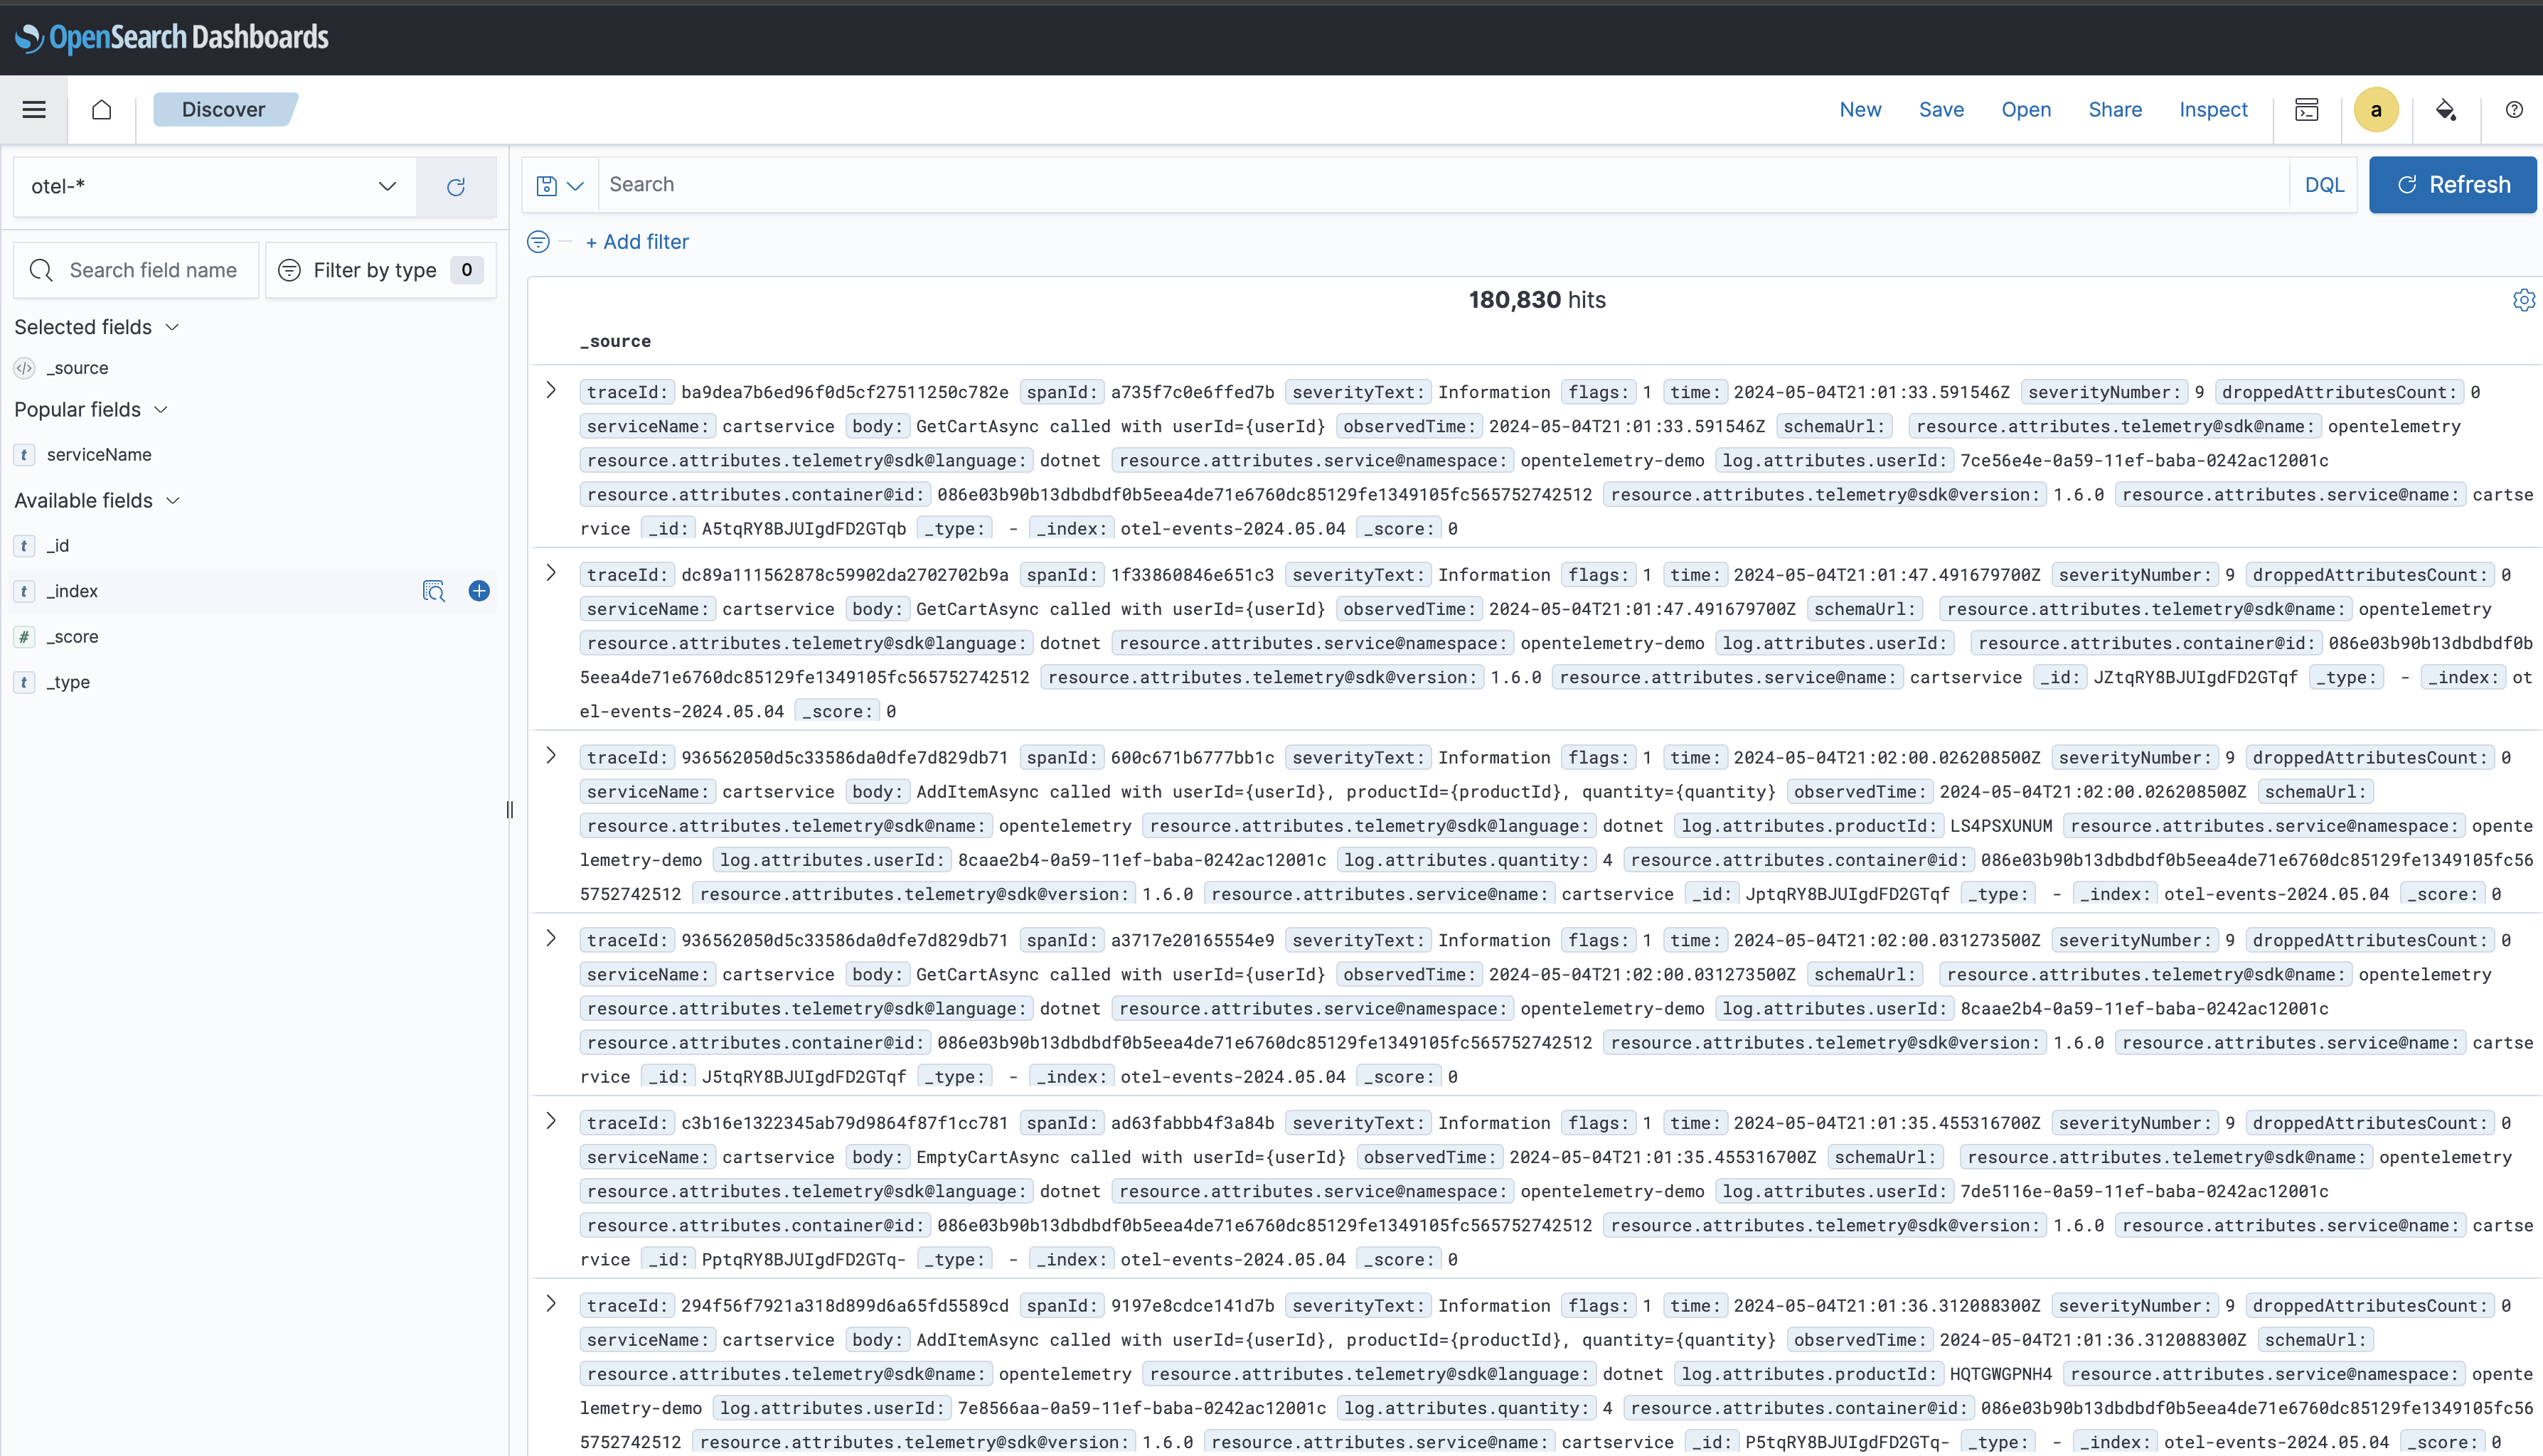 OpenSearch Dashboards
Discover
New Save Open Share Inspect a
otel-*
Search DQL Refresh
+ Add filter
Search field name Filter by type 0
Selected fields
_source
Popular fields
t serviceName
Available fields
t _id
t _index
# _score
t _type
180,830 hits
_source
traceId: ba9dea7b6ed96f0d5cf27511250c782e spanId: a735f7c0e6ffed7b severityText: Information flags: 1 time: 2024-05-04T21:01:33.591546Z severityNumber: 9 droppedAttributesCount: 0
serviceName: cartservice body: GetCartAsync called with userId={userId} observedTime: 2024-05-04T21:01:33.591546Z schemaUrl: resource.attributes.telemetry@sdk@name: opentelemetry
resource.attributes.telemetry@sdk@language: dotnet resource.attributes.service@namespace: opentelemetry-demo log.attributes.userId: 7ce56e4e-0a59-11ef-baba-0242ac12001c
resource.attributes.container@id: 086e03b90b13dbdbdf0b5eea4de71e6760dc85129fe1349105fc565752742512 resource.attributes.telemetry@sdk@version: 1.6.0 resource.attributes.service@name: cartse
rvice _id: A5tqRY8BJUIgdFD2GTqb _type: - _index: otel-events-2024.05.04 _score: 0
traceId: dc89a111562878c59902da2702702b9a spanId: 1f33860846e651c3 severityText: Information flags: 1 time: 2024-05-04T21:01:47.491679700Z severityNumber: 9 droppedAttributesCount: 0
serviceName: cartservice body: GetCartAsync called with userId={userId} observedTime: 2024-05-04T21:01:47.491679700Z schemaUrl: resource.attributes.telemetry@sdk@name: opentelemetry
resource.attributes.telemetry@sdk@language: dotnet resource.attributes.service@namespace: opentelemetry-demo log.attributes.userId: resource.attributes.container@id: 086e03b90b13dbdbdf0b
5eea4de71e6760dc85129fe1349105fc565752742512 resource.attributes.telemetry@sdk@version: 1.6.0 resource.attributes.service@name: cartservice _id: JZtqRY8BJUIgdFD2GTqf _type: - _index: ot
el-events-2024.05.04 _score: 0
traceId: 936562050d5c33586da0dfe7d829db71 spanId: 600c671b6777bb1c severityText: Information flags: 1 time: 2024-05-04T21:02:00.026208500Z severityNumber: 9 droppedAttributesCount: 0
serviceName: cartservice body: AddItemAsync called with userId={userId}, productId={productId}, quantity={quantity} observedTime: 2024-05-04T21:02:00.026208500Z schemaUrl:
resource.attributes.telemetry@sdk@name: opentelemetry resource.attributes.telemetry@sdk@language: dotnet log.attributes.productId: LS4PSXUNUM resource.attributes.service@namespace: opente
lemetry-demo log.attributes.userId: 8caae2b4-0a59-11ef-baba-0242ac12001c log.attributes.quantity: 4 resource.attributes.container@id: 086e03b90b13dbdbdf0b5eea4de71e6760dc85129fe1349105fc56
5752742512 resource.attributes.telemetry@sdk@version: 1.6.0 resource.attributes.service@name: cartservice _id: JptqRY8BJUIgdFD2GTqf _type: - _index: otel-events-2024.05.04 _score: 0
traceId: 936562050d5c33586da0dfe7d829db71 spanId: a3717e20165554e9 severityText: Information flags: 1 time: 2024-05-04T21:02:00.031273500Z severityNumber: 9 droppedAttributesCount: 0
serviceName: cartservice body: GetCartAsync called with userId={userId} observedTime: 2024-05-04T21:02:00.031273500Z schemaUrl: resource.attributes.telemetry@sdk@name: opentelemetry
resource.attributes.telemetry@sdk@language: dotnet resource.attributes.service@namespace: opentelemetry-demo log.attributes.userId: 8caae2b4-0a59-11ef-baba-0242ac12001c
resource.attributes.container@id: 086e03b90b13dbdbdf0b5eea4de71e6760dc85129fe1349105fc565752742512 resource.attributes.telemetry@sdk@version: 1.6.0 resource.attributes.service@name: cartse
rvice _id: J5tqRY8BJUIgdFD2GTqf _type: - _index: otel-events-2024.05.04 _score: 0
traceId: c3b16e1322345ab79d9864f87f1cc781 spanId: ad63fabbb4f3a84b severityText: Information flags: 1 time: 2024-05-04T21:01:35.455316700Z severityNumber: 9 droppedAttributesCount: 0
serviceName: cartservice body: EmptyCartAsync called with userId={userId} observedTime: 2024-05-04T21:01:35.455316700Z schemaUrl: resource.attributes.telemetry@sdk@name: opentelemetry
resource.attributes.telemetry@sdk@language: dotnet resource.attributes.service@namespace: opentelemetry-demo log.attributes.userId: 7de5116e-0a59-11ef-baba-0242ac12001c
resource.attributes.container@id: 086e03b90b13dbdbdf0b5eea4de71e6760dc85129fe1349105fc565752742512 resource.attributes.telemetry@sdk@version: 1.6.0 resource.attributes.service@name: cartse
rvice _id: PptqRY8BJUIgdFD2GTq- _type: - _index: otel-events-2024.05.04 _score: 0
traceId: 294f56f7921a318d899d6a65fd5589cd spanId: 9197e8cdce141d7b severityText: Information flags: 1 time: 2024-05-04T21:01:36.312088300Z severityNumber: 9 droppedAttributesCount: 0
serviceName: cartservice body: AddItemAsync called with userId={userId}, productId={productId}, quantity={quantity} observedTime: 2024-05-04T21:01:36.312088300Z schemaUrl:
resource.attributes.telemetry@sdk@name: opentelemetry resource.attributes.telemetry@sdk@language: dotnet log.attributes.productId: HQTGWGPNH4 resource.attributes.service@namespace: opente
lemetry-demo log.attributes.userId: 7e8566aa-0a59-11ef-baba-0242ac12001c log.attributes.quantity: 4 resource.attributes.container@id: 086e03b90b13dbdbdf0b5eea4de71e6760dc85129fe1349105fc56
5752742512 resource.attributes.telemetry@sdk@version: 1.6.0 resource.attributes.service@name: cartservice _id: P5tqRY8BJUIgdFD2GTq- _type: - _index: otel-events-2024.05.04 _score: 0